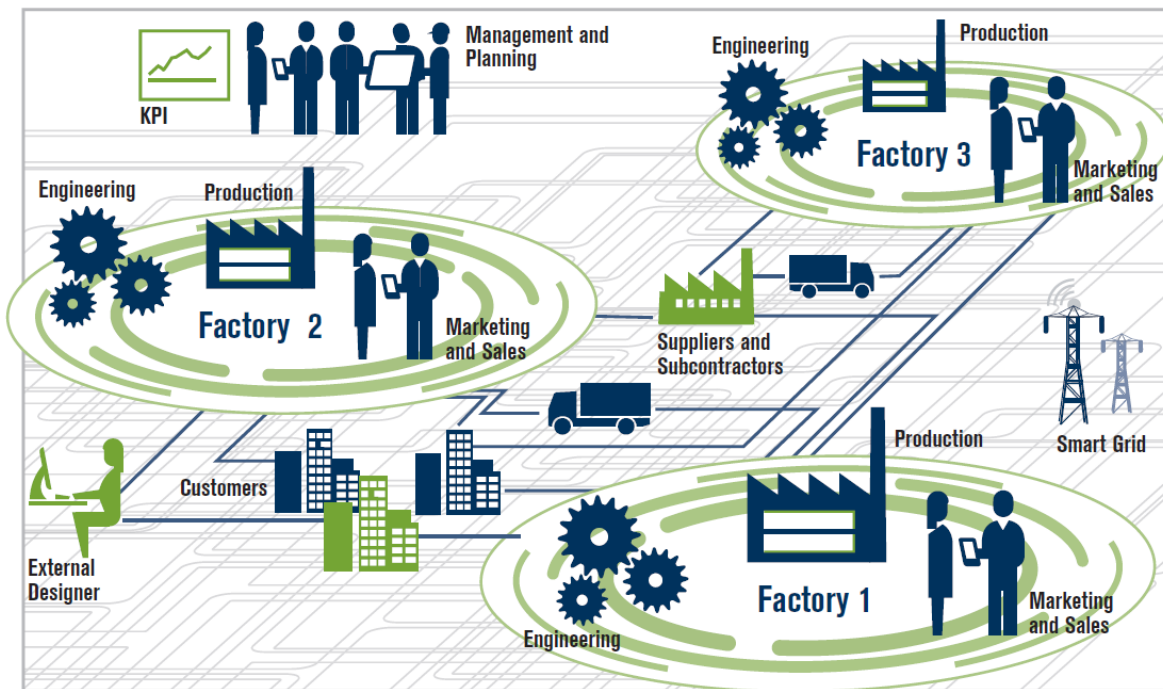 Management and
Planning
KPI
Engineering
Production
Factory 3
Marketing
and Sales
Engineering
Production
Factory 2
Marketing
and Sales
Suppliers and
Subcontractors
Smart Grid
Customers
External
Designer
Production
Factory 1
Engineering
Marketing
and Sales